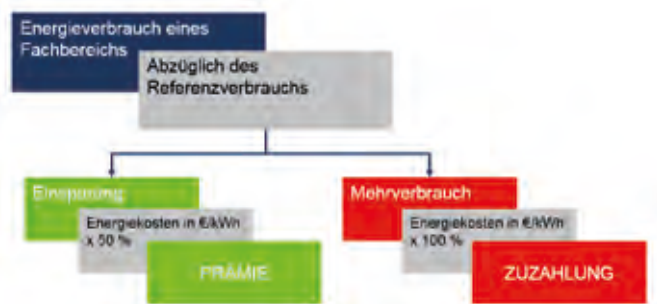 Energieverbrauch eines
Fachbereichs
Abzüglich des
Referenzverbrauchs
Einsparung
Energiekosten in €/kWh
x 50 %
PRÄMIE
Mehrverbrauch
Energiekosten in €/kWh
x 100 %
ZUZAHLUNG